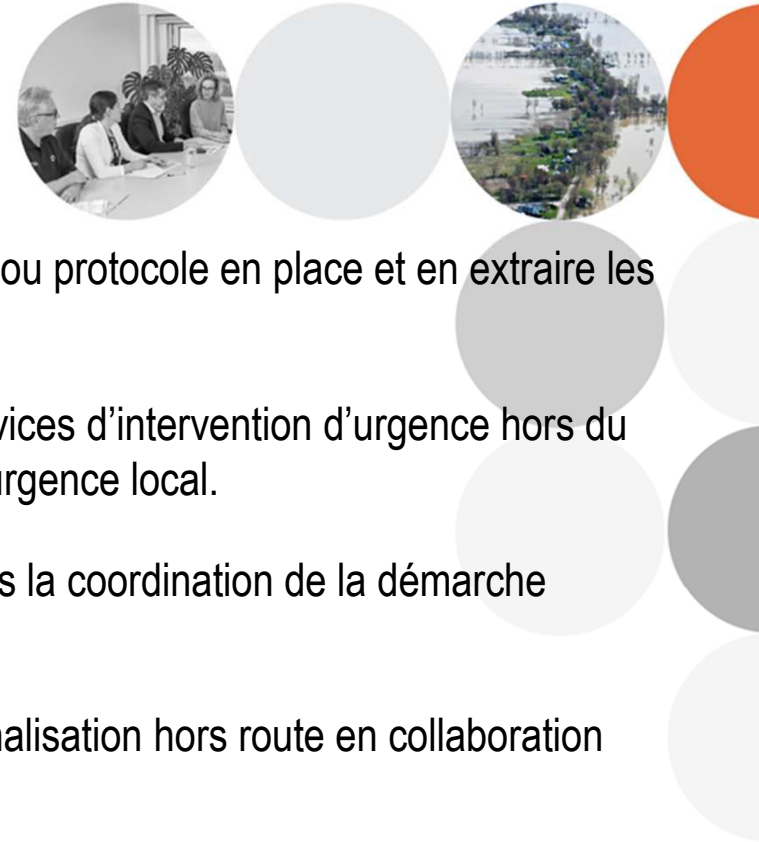 ou protocole en place et en extraire les
vices d’intervention d’urgence hors du
urgence local.
s la coordination de la démarche
nalisation hors route en collaboration